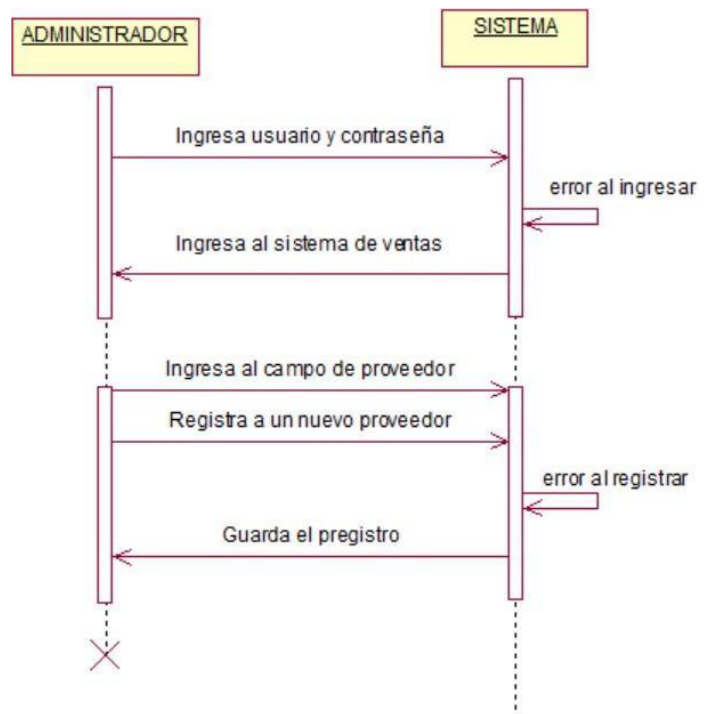 ADMINISTRADOR
SISTEMA
Ingresa usuario y contraseña
error al ingresar
Ingresa al sistema de ventas
Ingresa al campo de proveedor
Registra a un nuevo proveedor
error al registrar
Guarda el pregistro